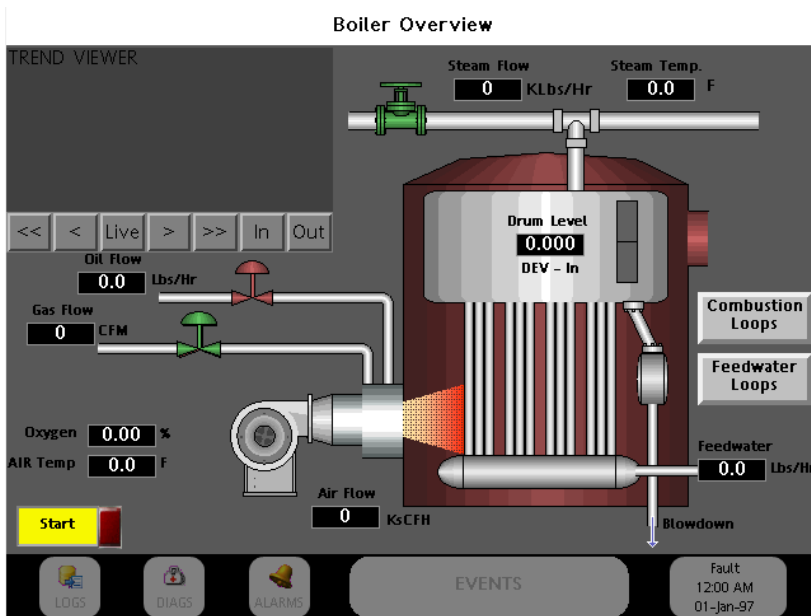 Boiler Overview
TREND VIEWER
Steam Flow
0 KLbs/Hr
Steam Temp.
0.0 F
<< < Live > >> In Out
Drum Level
0.000
DEV - In
Oil Flow
0.0 Lbs/Hr
Gas Flow
0 CFM
Combustion
Loops
Feedwater
Loops
Oxygen 0.00 %
AIR Temp 0.0 F
Feedwater
0.0 Lbs/Hr
Air Flow
0 KsCFH
Start
Blowdown
LOGS
DIAGS
ALARMS
EVENTS
Fault
12:00 AM
01-Jan-97